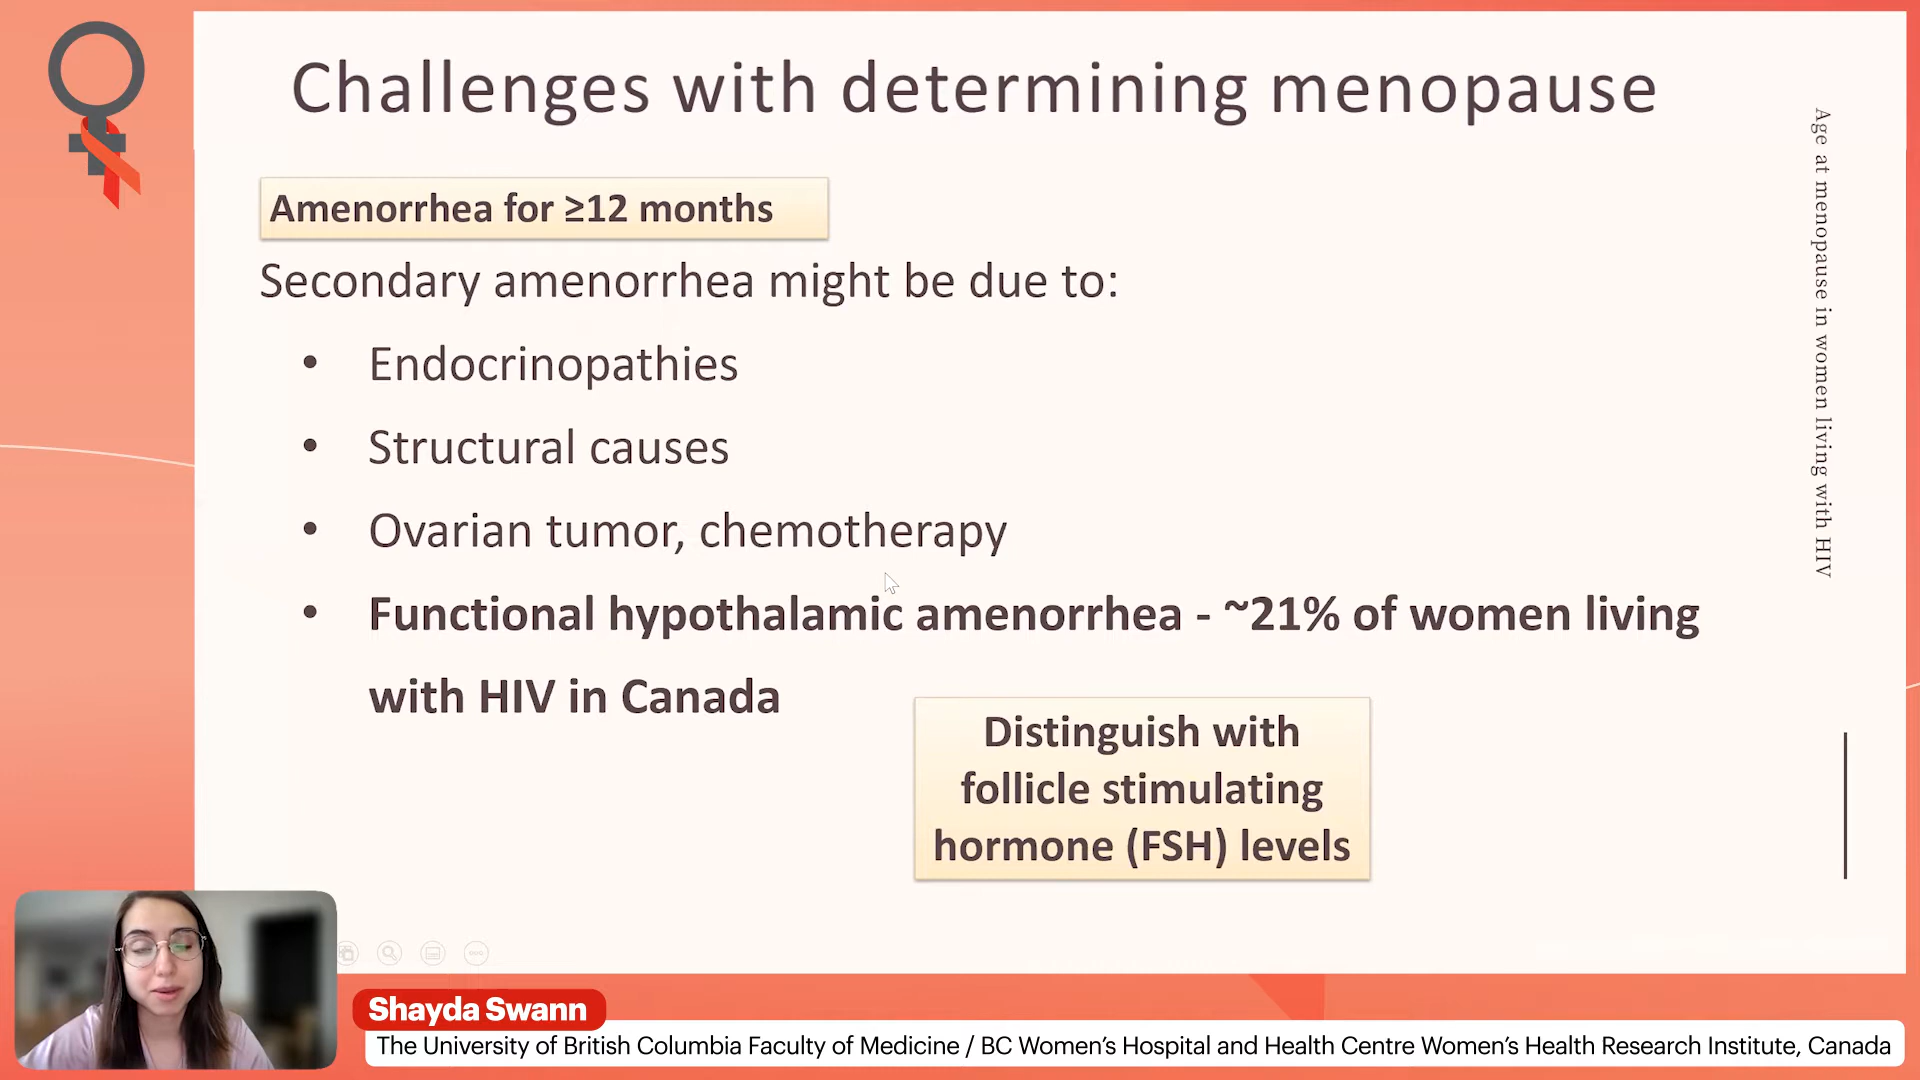 Challenges with determining menopause
Amenorrhea for ≥12 months
Secondary amenorrhea might be due to:
• Endocrinopathies
• Structural causes
• Ovarian tumor, chemotherapy
• Functional hypothalamic amenorrhea - ~21% of women living
with HIV in Canada
Distinguish with
follicle stimulating
hormone (FSH) levels
Age at menopause in women living with HIV
Shayda Swann
The University of British Columbia Faculty of Medicine / BC Women's Hospital and Health Centre Women's Health Research Institute, Canada